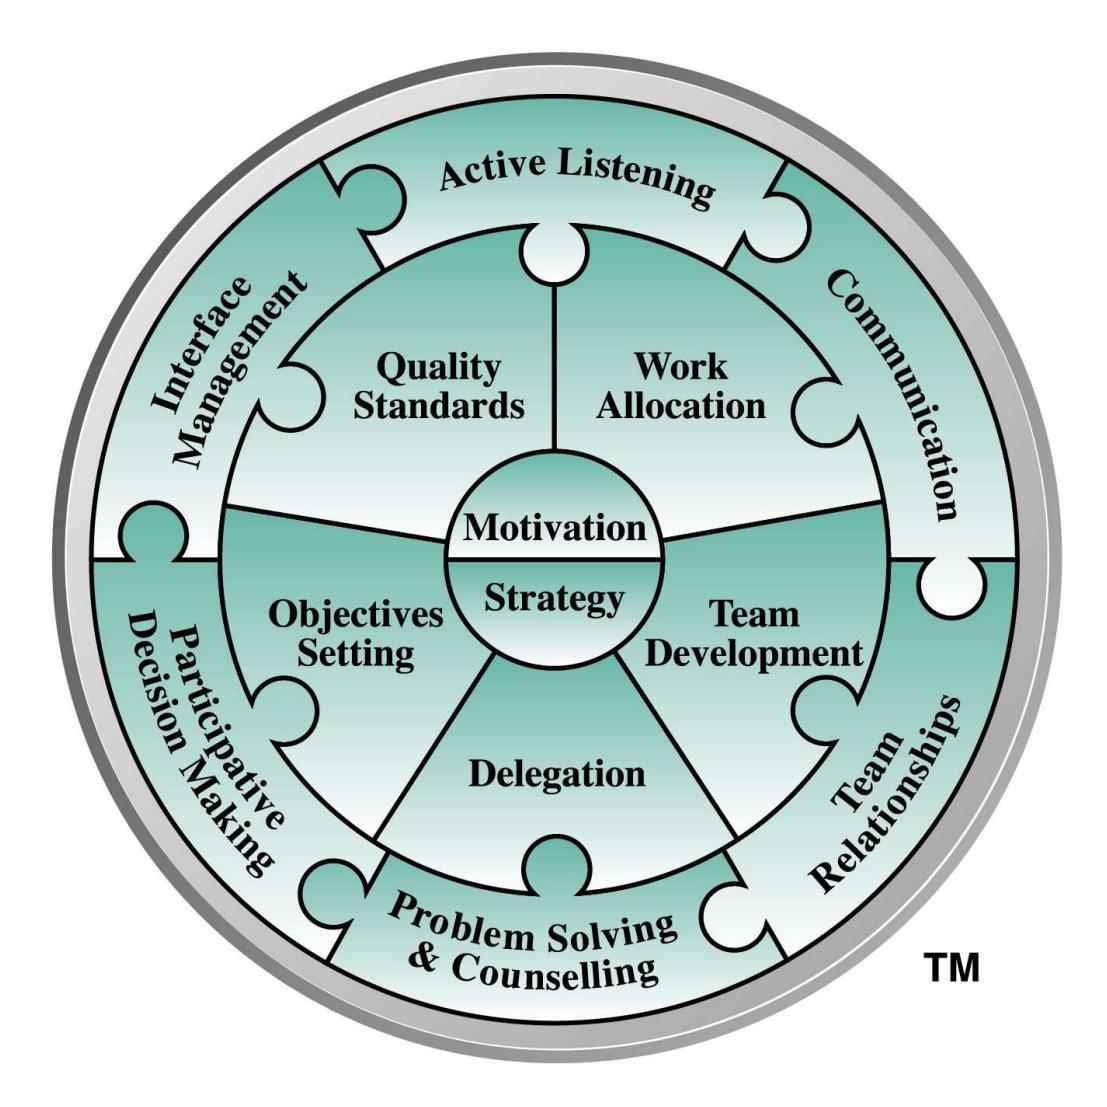 Active Listening
Communication
Team
Relationships
Problem Solving
& Counselling
Participative
Decision Making
Interface
Management
Quality
Standards
Work
Allocation
Team
Development
Delegation
Objectives
Setting
Motivation
Strategy
TM